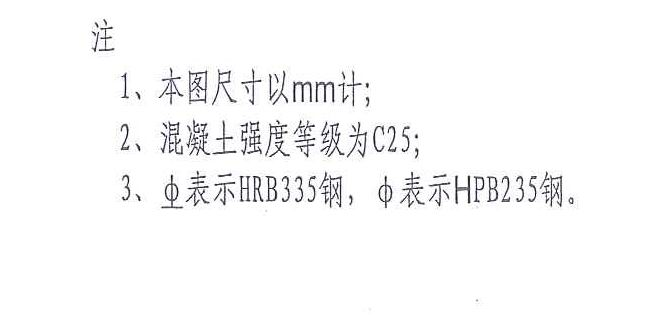 注
1、本图尺寸以mm计;
2、混凝土强度等级为C25;
3、ϕ̲表示HRB335钢，ϕ表示HPB235钢。